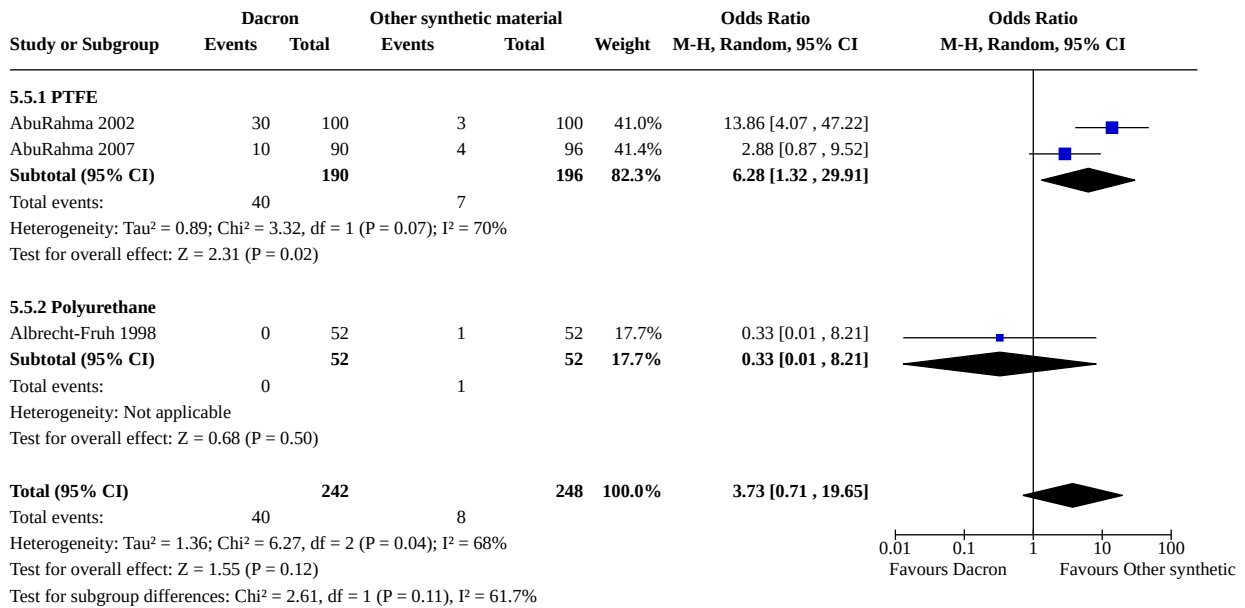 Dacron Other synthetic material Odds Ratio Odds Ratio
Study or Subgroup Events Total Events Total Weight M-H, Random, 95% CI M-H, Random, 95% CI
5.5.1 PTFE
AbuRahma 2002 30 100 3 100 41.0% 13.86 [4.07 , 47.22]
AbuRahma 2007 10 90 4 96 41.4% 2.88 [0.87 , 9.52]
Subtotal (95% CI) 190 196 82.3% 6.28 [1.32 , 29.91]
Total events: 40 7
Heterogeneity: Tau² = 0.89; Chi² = 3.32, df = 1 (P = 0.07); I² = 70%
Test for overall effect: Z = 2.31 (P = 0.02)
5.5.2 Polyurethane
Albrecht-Fruh 1998 0 52 1 52 17.7% 0.33 [0.01 , 8.21]
Subtotal (95% CI) 52 52 17.7% 0.33 [0.01 , 8.21]
Total events: 0 1
Heterogeneity: Not applicable
Test for overall effect: Z = 0.68 (P = 0.50)
Total (95% CI) 242 248 100.0% 3.73 [0.71 , 19.65]
Total events: 40 8
Heterogeneity: Tau² = 1.36; Chi² = 6.27, df = 2 (P = 0.04); I² = 68%
0.01 0.1 1 10 100
Test for overall effect: Z = 1.55 (P = 0.12)
Favours Dacron Favours Other synthetic
Test for subgroup differences: Chi² = 2.61, df = 1 (P = 0.11), I² = 61.7%